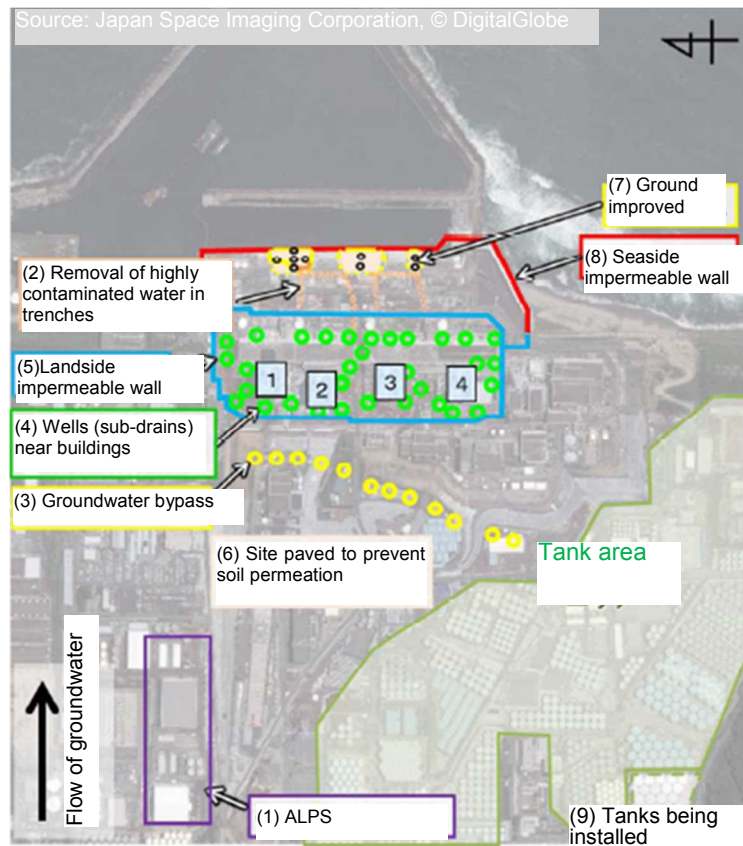 Source: Japan Space Imaging Corporation, © DigitalGlobe
(7) Ground
improved
(8) Seaside
impermeable wall
(2) Removal of highly
contaminated water in
trenches
(5)Landside
impermeable wall
1
2
3
4
(4) Wells (sub-drains)
near buildings
(3) Groundwater bypass
(6) Site paved to prevent
soil permeation
Tank area
Flow of groundwater
(1) ALPS
(9) Tanks being
installed